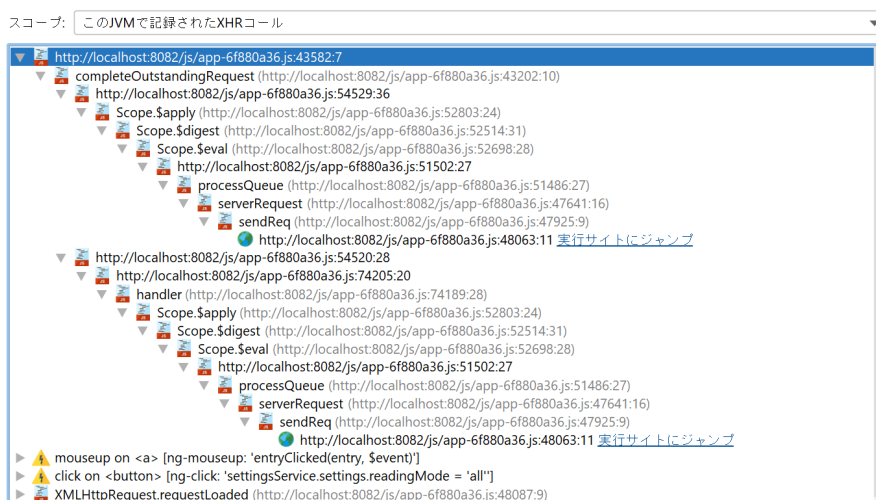 スコープ: このJVMで記録されたXHRコール
http://localhost:8082/js/app-6f880a36.js:43582:7
completeOutstandingRequest (http://localhost:8082/js/app-6f880a36.js:43202:10)
http://localhost:8082/js/app-6f880a36.js:54529:36
Scope.$apply (http://localhost:8082/js/app-6f880a36.js:52803:24)
Scope.$digest (http://localhost:8082/js/app-6f880a36.js:52514:31)
Scope.$eval (http://localhost:8082/js/app-6f880a36.js:52698:28)
http://localhost:8082/js/app-6f880a36.js:51502:27
processQueue (http://localhost:8082/js/app-6f880a36.js:51486:27)
serverRequest (http://localhost:8082/js/app-6f880a36.js:47641:16)
sendReq (http://localhost:8082/js/app-6f880a36.js:47925:9)
http://localhost:8082/js/app-6f880a36.js:48063:11 実行サイトにジャンプ
http://localhost:8082/js/app-6f880a36.js:54520:28
http://localhost:8082/js/app-6f880a36.js:74205:20
handler (http://localhost:8082/js/app-6f880a36.js:74189:28)
Scope.$apply (http://localhost:8082/js/app-6f880a36.js:52803:24)
Scope.$digest (http://localhost:8082/js/app-6f880a36.js:52514:31)
Scope.$eval (http://localhost:8082/js/app-6f880a36.js:52698:28)
http://localhost:8082/js/app-6f880a36.js:51502:27
processQueue (http://localhost:8082/js/app-6f880a36.js:51486:27)
serverRequest (http://localhost:8082/js/app-6f880a36.js:47641:16)
sendReq (http://localhost:8082/js/app-6f880a36.js:47925:9)
http://localhost:8082/js/app-6f880a36.js:48063:11 実行サイトにジャンプ
mouseup on <a> [ng-mouseup: 'entryClicked(entry, $event)']
click on <button> [ng-click: 'settingsService.settings.readingMode = 'all'']
XMLHttpRequest.requestLoaded (http://localhost:8082/js/app-6f880a36.js:48087:9)